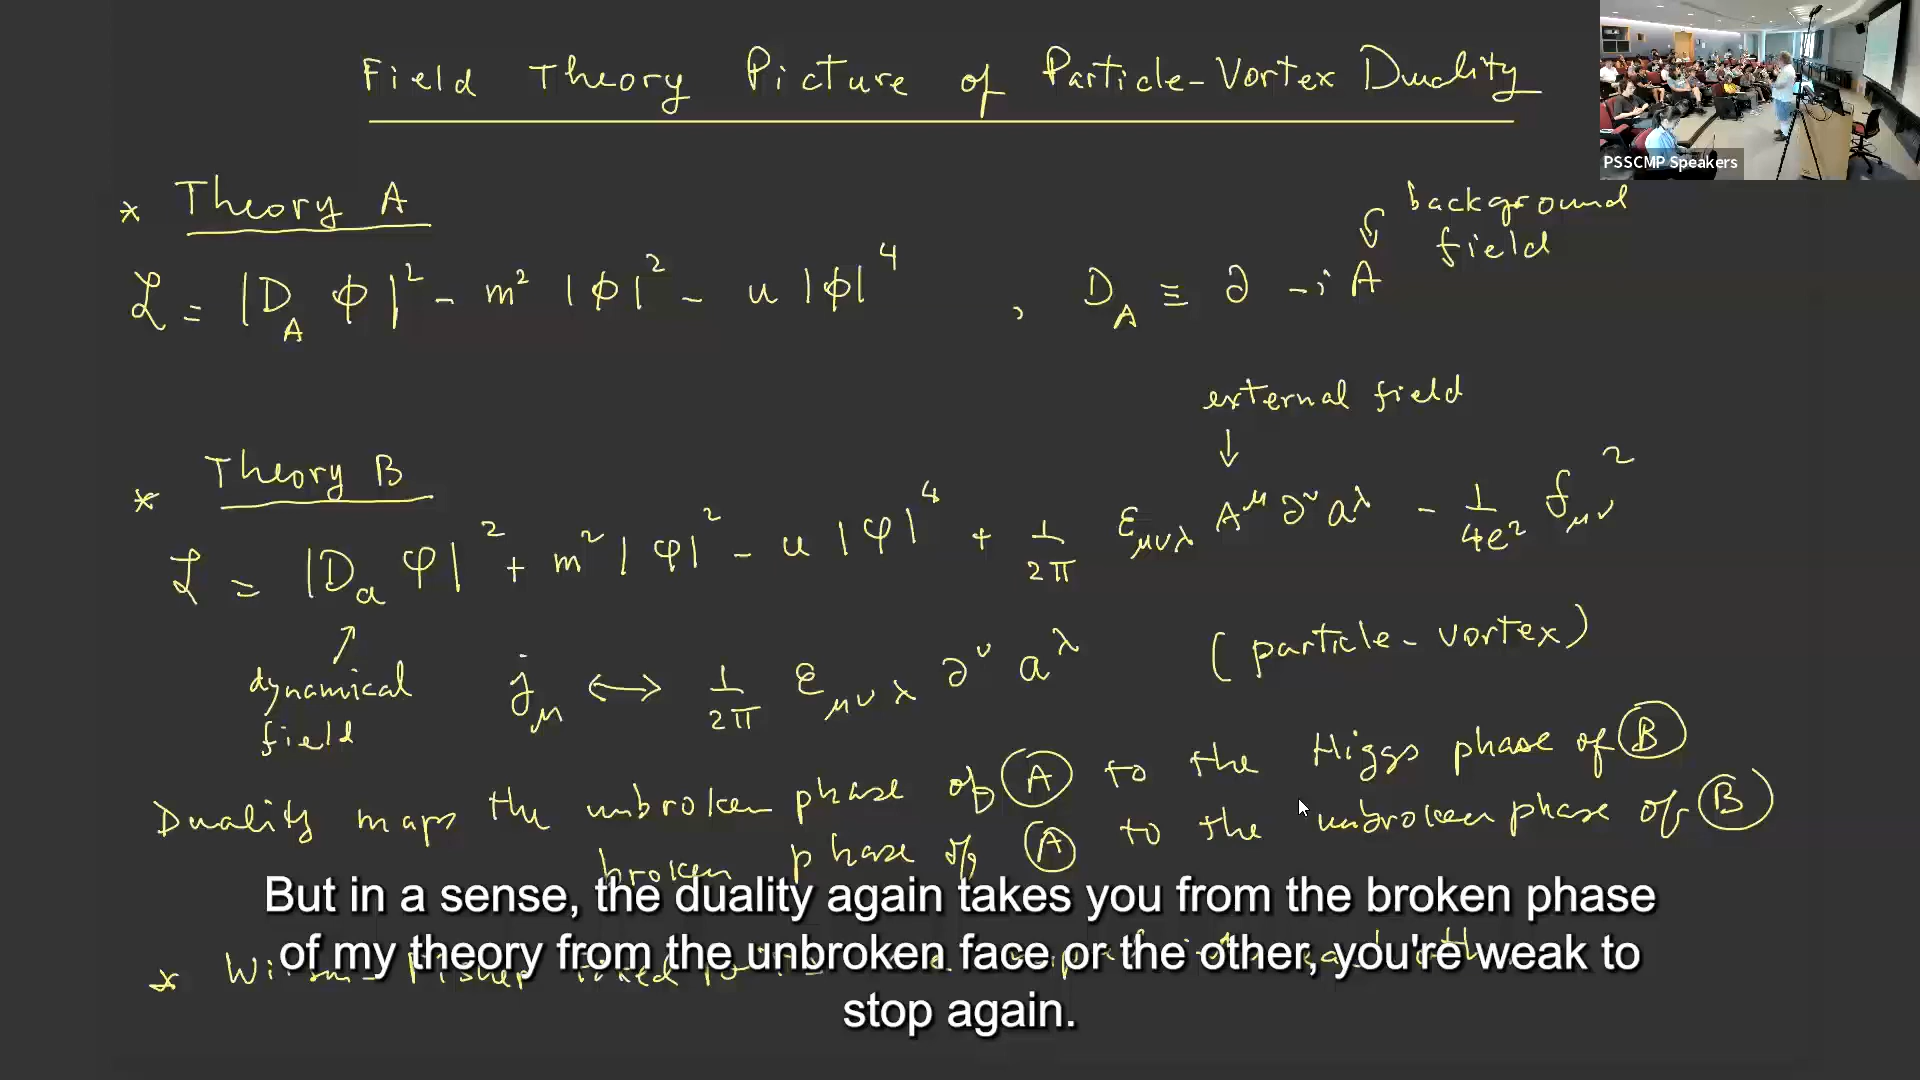 Field Theory Picture of Particle-Vortex Duality
PSSCMP Speakers
* Theory A
background field
ℒ = |D_A ϕ|² - m² |ϕ|² - u |ϕ|⁴ , D_A ≡ ∂ - i A
external field
* Theory B
ℒ = |D_a φ|² + m² |φ|² - u |φ|⁴ + 1/2π ε_μνλ A^μ ∂^ν a^λ - 1/4e² f_μν²
dynamical field
j_μ ↔ 1/2π ε_μνλ ∂^ν a^λ (particle-vortex)
Duality maps the unbroken phase of (A) to the Higgs phase of (B)
broken phase of (A) to the unbroken phase of (B)
* Wilson-Fisher fixed
But in a sense, the duality again takes you from the broken phase
of my theory from the unbroken face or the other, you're weak to
stop again.